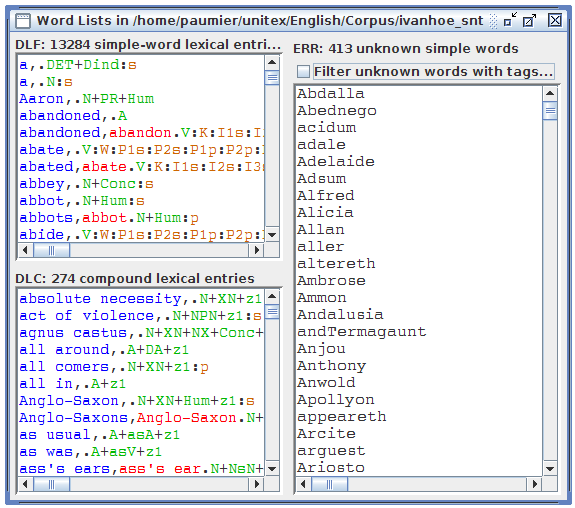 Word Lists in /home/paumier/unitex/English/Corpus/ivanhoe_snt
DLF: 13284 simple-word lexical entri...
a,.DET+Dind:s
a,.N:s
Aaron,.N+PR+Hum
abandoned,.A
abandoned,abandon.V:K:I1s:I
abate,.V:W:P1s:P2s:P1p:P2p:
abated,abate.V:K:I1s:I2s:I3s
abbey,.N+Conc:s
abbot,.N+Hum:s
abbots,abbot.N+Hum:p
abide,.V:W:P1s:P2s:P1p:P2p:
DLC: 274 compound lexical entries
absolute necessity,.N+XN+z1
act of violence,.N+NPN+z1:s
agnus castus,.N+XN+NX+Conc+
all around,.A+DA+z1
all comers,.N+XN+z1:p
all in,.A+z1
Anglo-Saxon,.N+XN+Hum+z1:s
Anglo-Saxons,Anglo-Saxon.N+
as usual,.A+asA+z1
as was,.A+asV+z1
ass's ears,ass's ear.N+NsN+
ERR: 413 unknown simple words
Filter unknown words with tags...
Abdalla
Abednego
acidum
adale
Adelaide
Adsum
Alfred
Alicia
Allan
aller
altereth
Ambrose
Ammon
Andalusia
andTermagaunt
Anjou
Anthony
Anwold
Apollyon
appeareth
Arcite
arguest
Ariosto